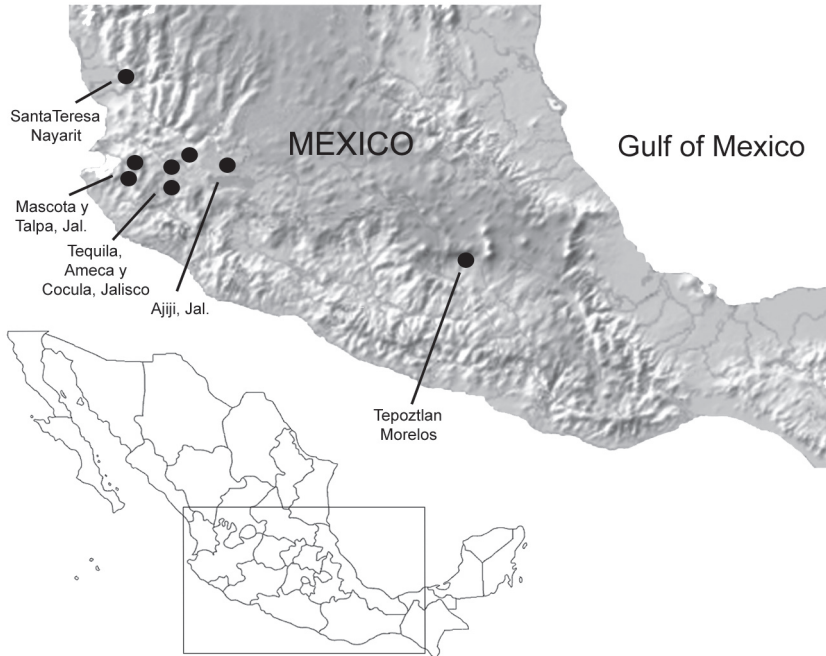 SantaTeresa
Nayarit
MEXICO
Gulf of Mexico
Mascota y
Talpa, Jal.
Tequila,
Ameca y
Cocula, Jalisco
Ajiji, Jal.
Tepoztlan
Morelos